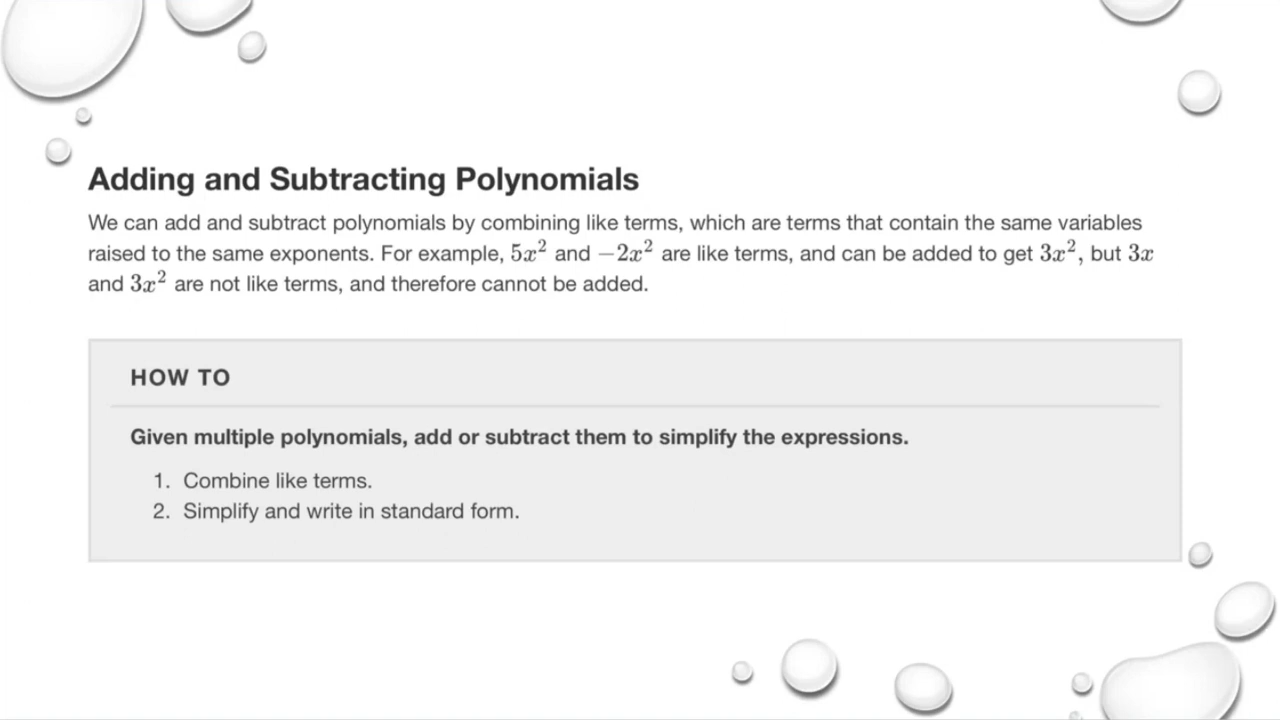 Adding and Subtracting Polynomials
We can add and subtract polynomials by combining like terms, which are terms that contain the same variables
raised to the same exponents. For example, 5x² and −2x² are like terms, and can be added to get 3x², but 3x
and 3x² are not like terms, and therefore cannot be added.
HOW TO
Given multiple polynomials, add or subtract them to simplify the expressions.
1. Combine like terms.
2. Simplify and write in standard form.